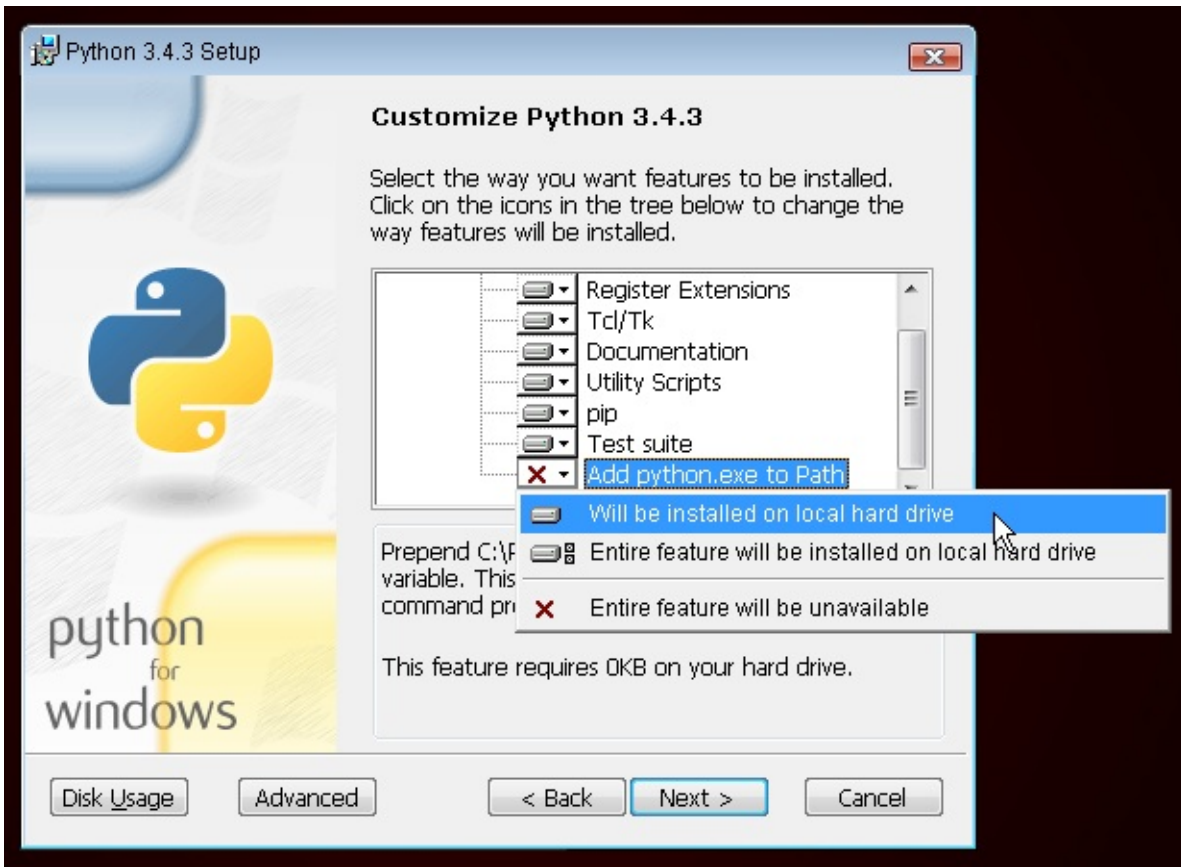 Python 3.4.3 Setup
Customize Python 3.4.3
Select the way you want features to be installed.
Click on the icons in the tree below to change the
way features will be installed.
Register Extensions
Tcl/Tk
Documentation
Utility Scripts
pip
Test suite
Add python.exe to Path
Will be installed on local hard drive
Entire feature will be installed on local hard drive
Entire feature will be unavailable
Prepend
variable. This
command
This feature requires 0KB on your hard drive.
python
for
windows
Disk Usage
Advanced
< Back
Next >
Cancel